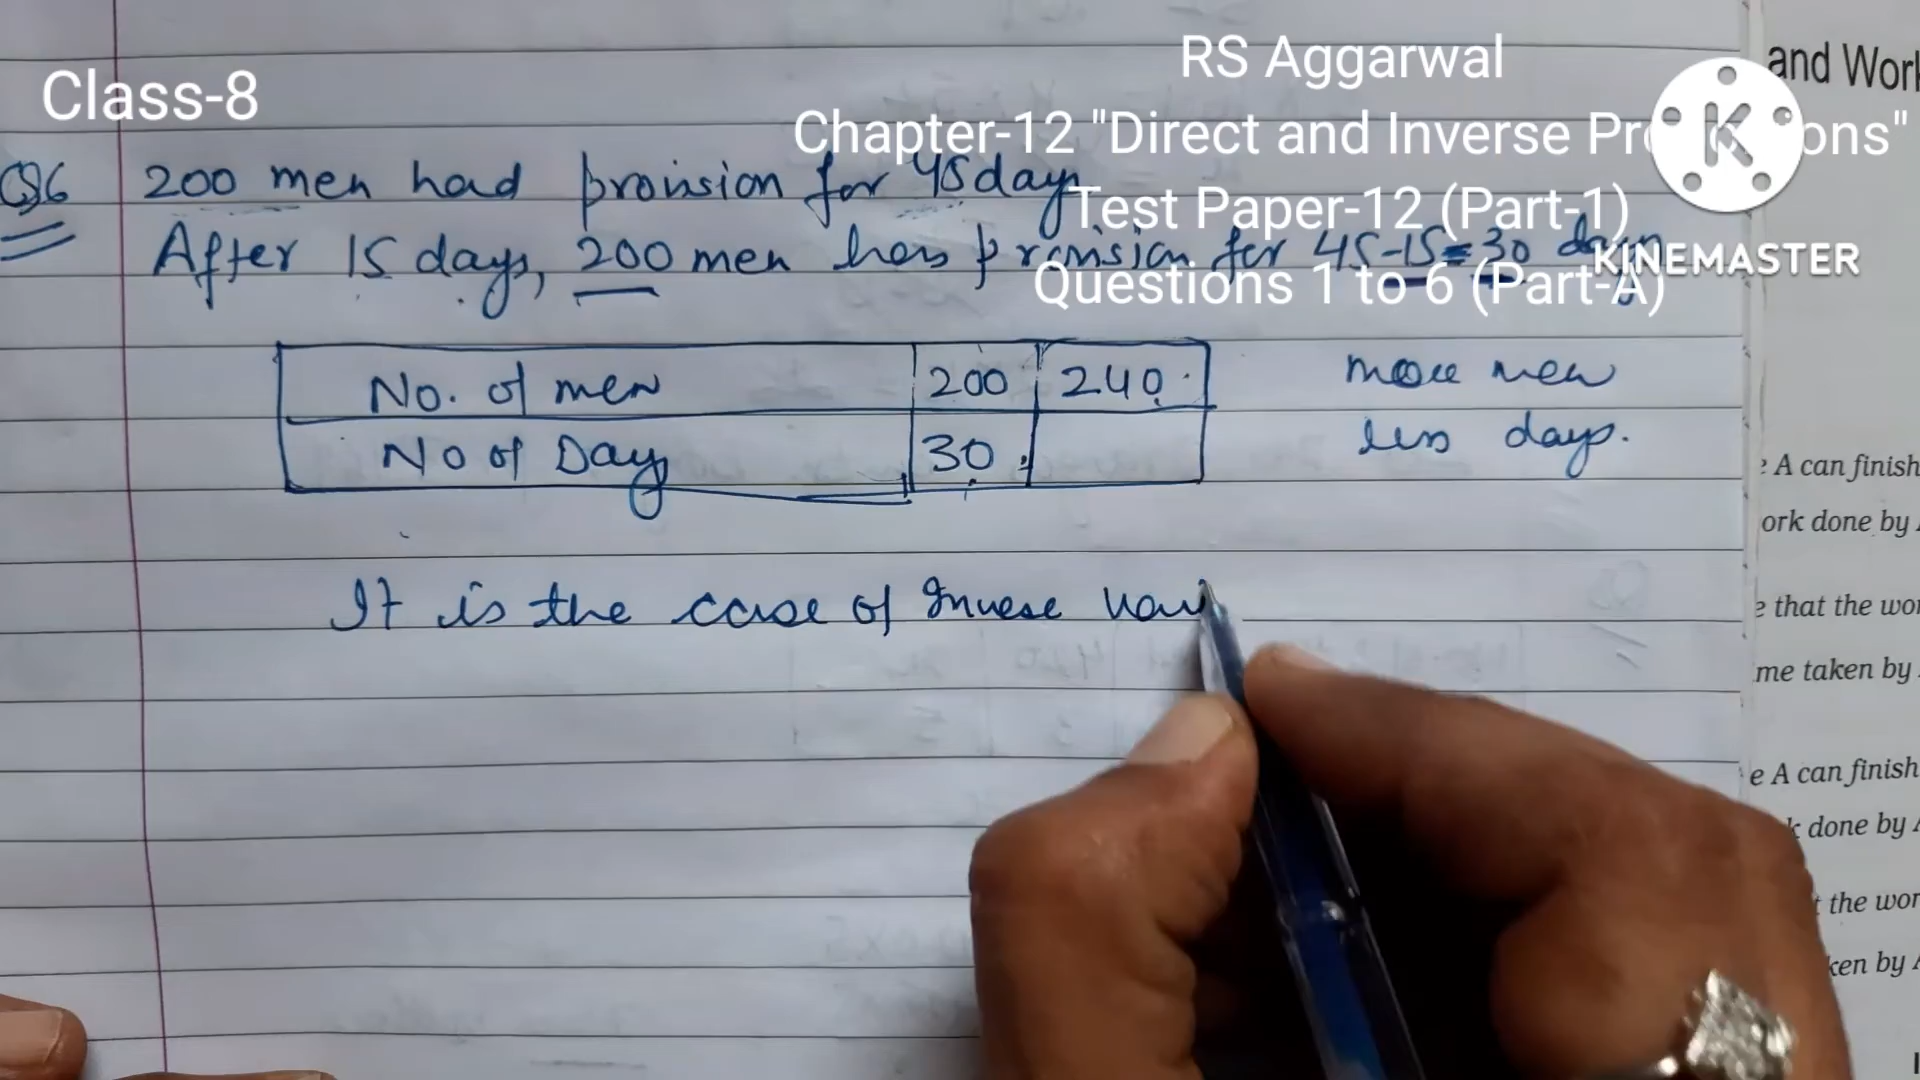 Class-8
RS Aggarwal
Chapter-12 "Direct and Inverse Pro ons"
Test Paper-12 (Part-1)
Questions 1 to 6 (Part-A)
K
KINEMASTER
Q6 200 men had provision for 45 days
After 15 days, 200 men has provision for 45-15=30 days
No. of men 200 240
No of Day 30
more men
less days.
It is the case of Inverse
and Work
A can finish
ork done by
that the wor
me taken by
e A can finish
done by
the wor
ken by